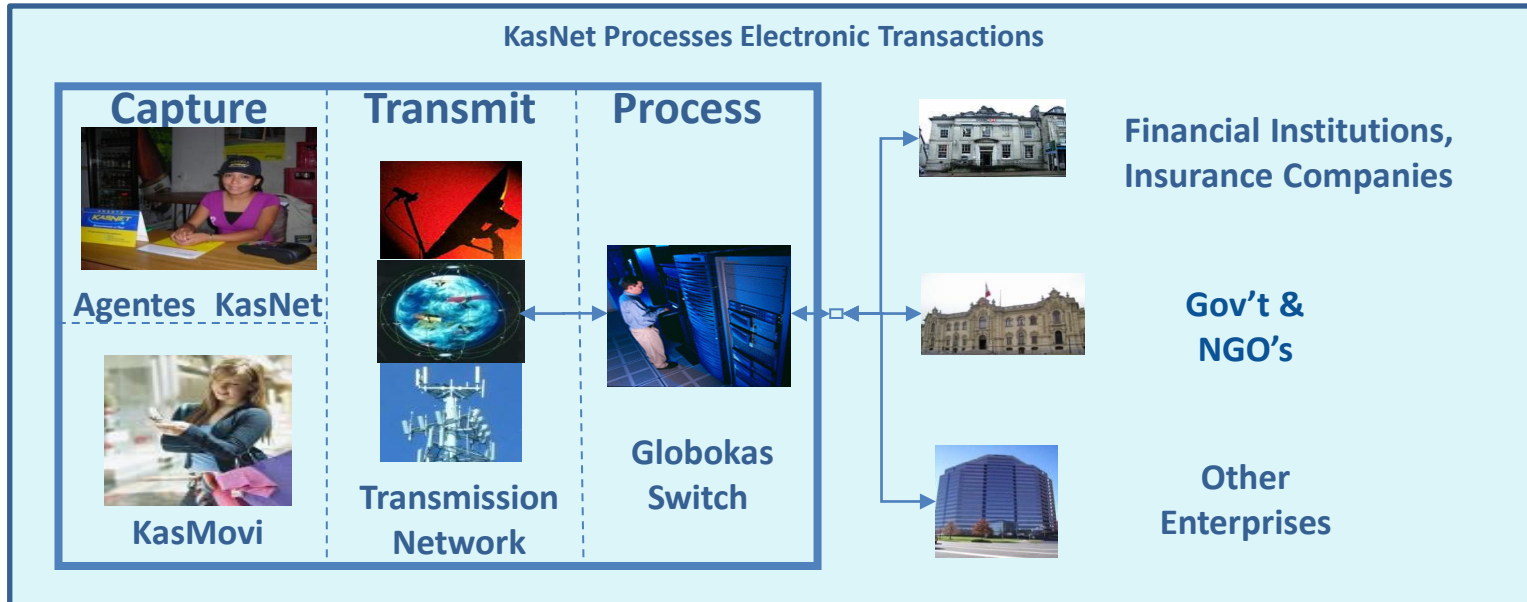 KasNet Processes Electronic Transactions
Capture
Transmit
Process
KASNET
Agentes KasNet
KasMovi
Transmission
Network
Globokas
Switch
Financial Institutions,
Insurance Companies
Gov’t &
NGO’s
Other
Enterprises